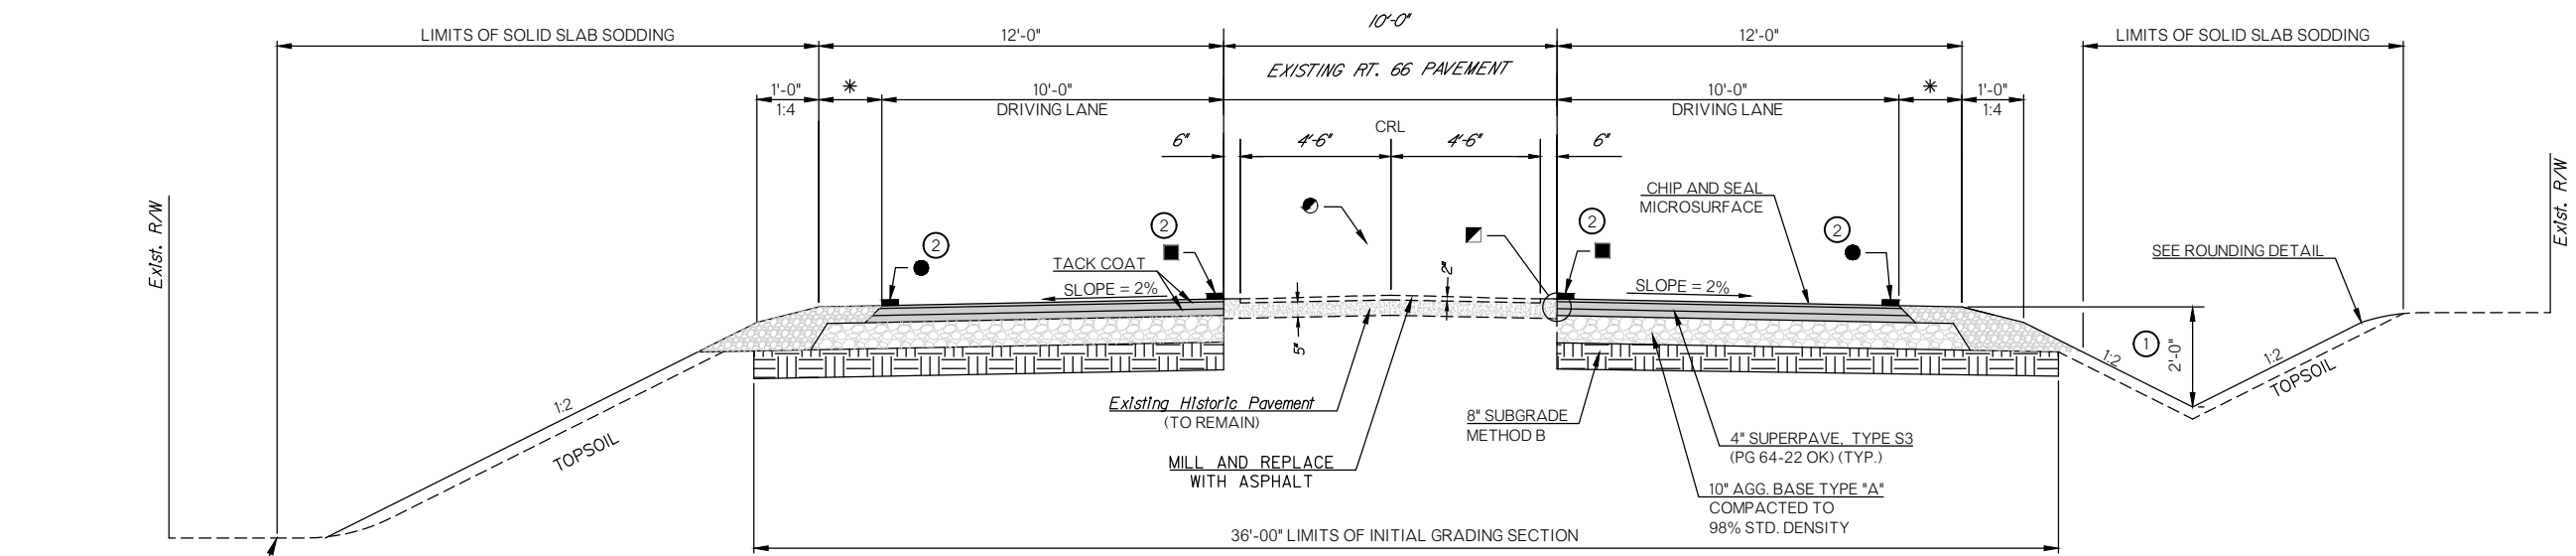 10'-0"
LIMITS OF SOLID SLAB SODDING
12'-0"
12'-0"
LIMITS OF SOLID SLAB SODDING
EXISTING RT. 66 PAVEMENT
1'-0"
1:4
*
10'-0"
DRIVING LANE
10'-0"
DRIVING LANE
*
1'-0"
1:4
CRL
6"
4'-6"
4'-6"
6"
Exist. R/W
Exist. R/W
CHIP AND SEAL
MICROSURFACE
2
2
2
2
TACK COAT
SLOPE = 2%
2"
SLOPE = 2%
SEE ROUNDING DETAIL
5"
1
2'-0"
1:2
1:2
TOPSOIL
1:2
TOPSOIL
Existing Historic Pavement
(TO REMAIN)
8" SUBGRADE
METHOD B
4" SUPERPAVE, TYPE S3
(PG 64-22 OK) (TYP.)
MILL AND REPLACE
WITH ASPHALT
10" AGG. BASE TYPE "A"
COMPACTED TO
98% STD. DENSITY
36'-00" LIMITS OF INITIAL GRADING SECTION